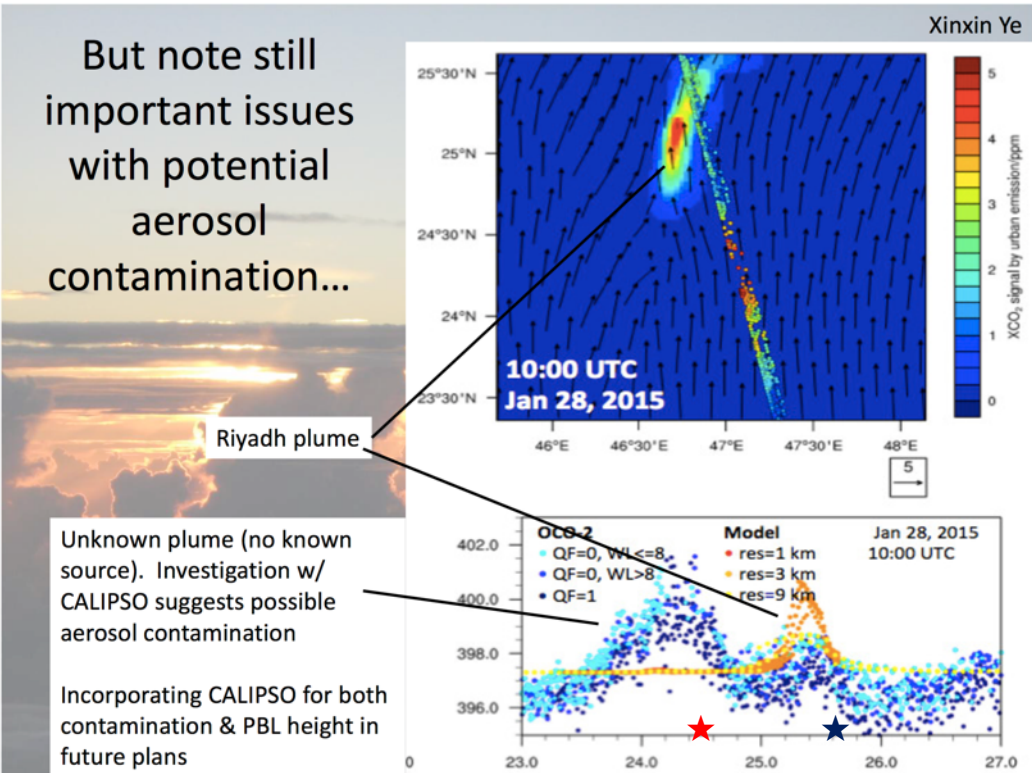 Xinxin Ye
But note still
important issues
with potential
aerosol
contamination...
25°30'N
25°N
24°30'N
24°N
23°30'N
46°E
46°30'E
47°E
47°30'E
48°E
10:00 UTC
Jan 28, 2015
5
4
3
2
1
0
XCO2 signal by urban emission/ppm
5
Riyadh plume
Unknown plume (no known
source). Investigation w/
CALIPSO suggests possible
aerosol contamination
Incorporating CALIPSO for both
contamination & PBL height in
future plans
OCO-2
QF=0, WL<=8
QF=0, WL>8
QF=1
Model
res=1 km
res=3 km
res=9 km
Jan 28, 2015
10:00 UTC
402.0
400.0
398.0
396.0
0
23.0
24.0
25.0
26.0
27.0